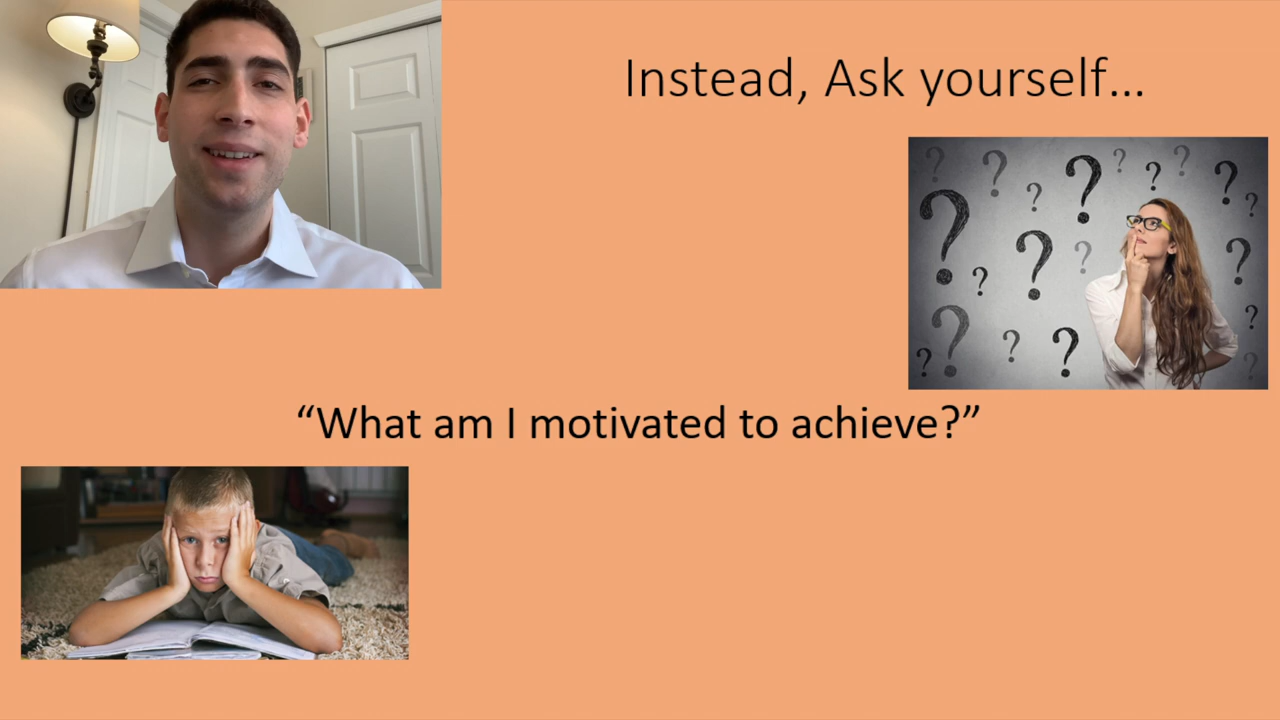 Instead, Ask yourself...
“What am I motivated to achieve?”